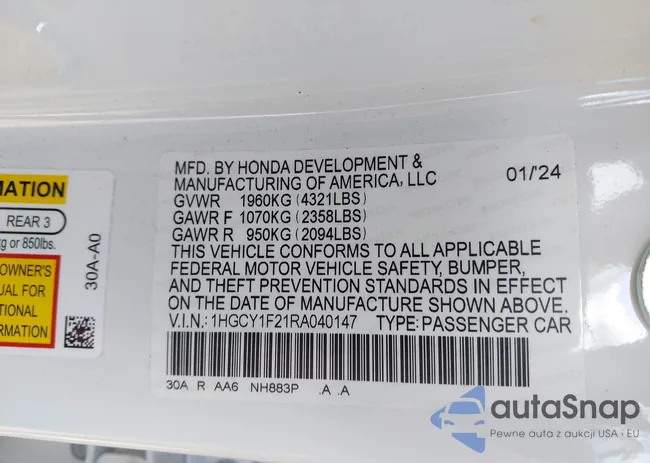 MATION
REAR 3
kg or 850lbs.
OWNER'S
UAL FOR
TIONAL
MATION
30A-A0
MFD. BY HONDA DEVELOPMENT &
MANUFACTURING OF AMERICA, LLC
01/'24
GVWR 1960KG (4321LBS)
GAWR F 1070KG (2358LBS)
GAWR R 950KG (2094LBS)
THIS VEHICLE CONFORMS TO ALL APPLICABLE
FEDERAL MOTOR VEHICLE SAFETY, BUMPER,
AND THEFT PREVENTION STANDARDS IN EFFECT
ON THE DATE OF MANUFACTURE SHOWN ABOVE.
V.I.N.: 1HGCY1F21RA040147 TYPE: PASSENGER CAR
30A R AA6 NH883P .A .A
autaSnap
Pewne auta z aukcji USA i EU